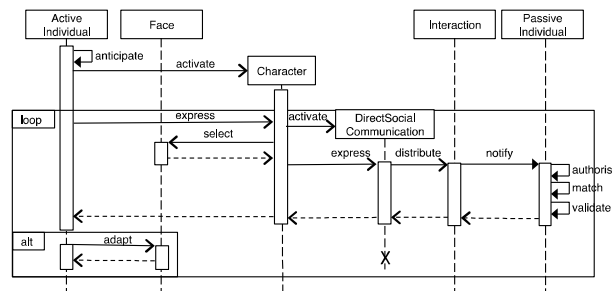 Active
Individual
Face
Interaction
Passive
Individual
anticipate
activate
Character
loop
express
activate
DirectSocial
Communication
select
express
distribute
notify
authoris
match
validate
alt
adapt